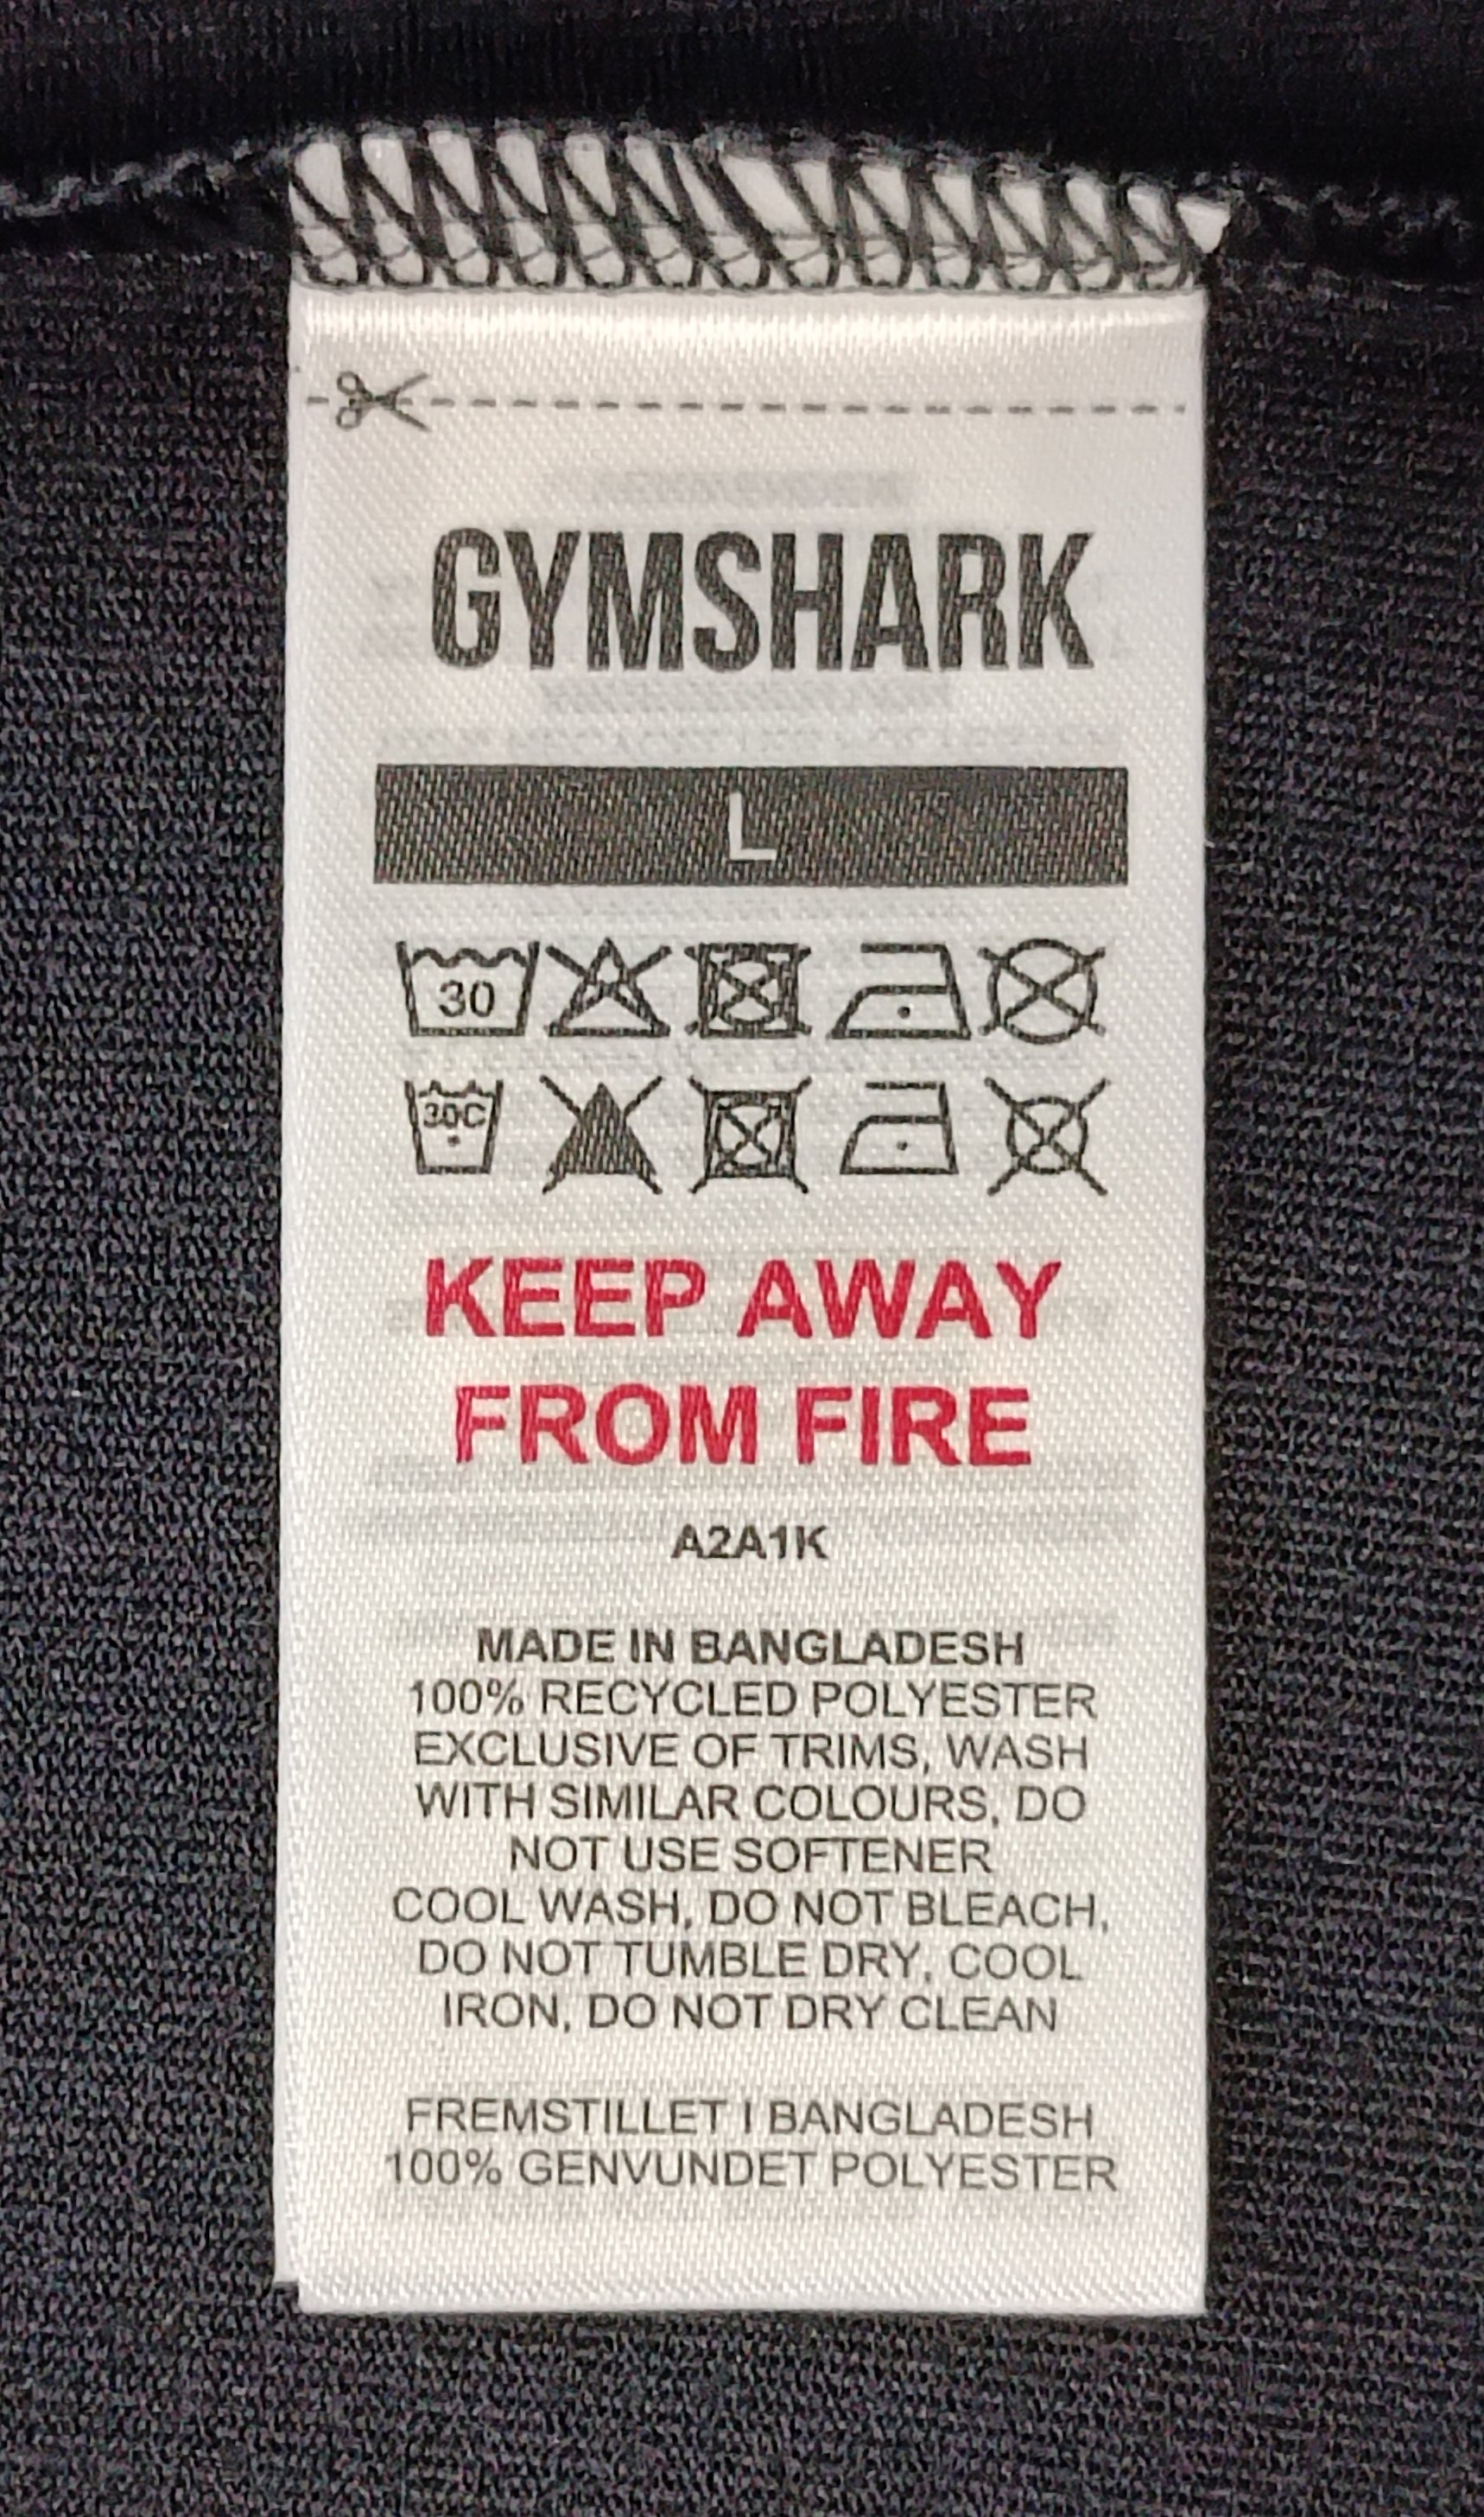 GYMSHARK
L
30
30C
KEEP AWAY
FROM FIRE
A2A1K
MADE IN BANGLADESH
100% RECYCLED POLYESTER
EXCLUSIVE OF TRIMS, WASH
WITH SIMILAR COLOURS, DO
NOT USE SOFTENER
COOL WASH, DO NOT BLEACH,
DO NOT TUMBLE DRY, COOL
IRON, DO NOT DRY CLEAN
FREMSTILLET I BANGLADESH
100% GENVUNDET POLYESTER